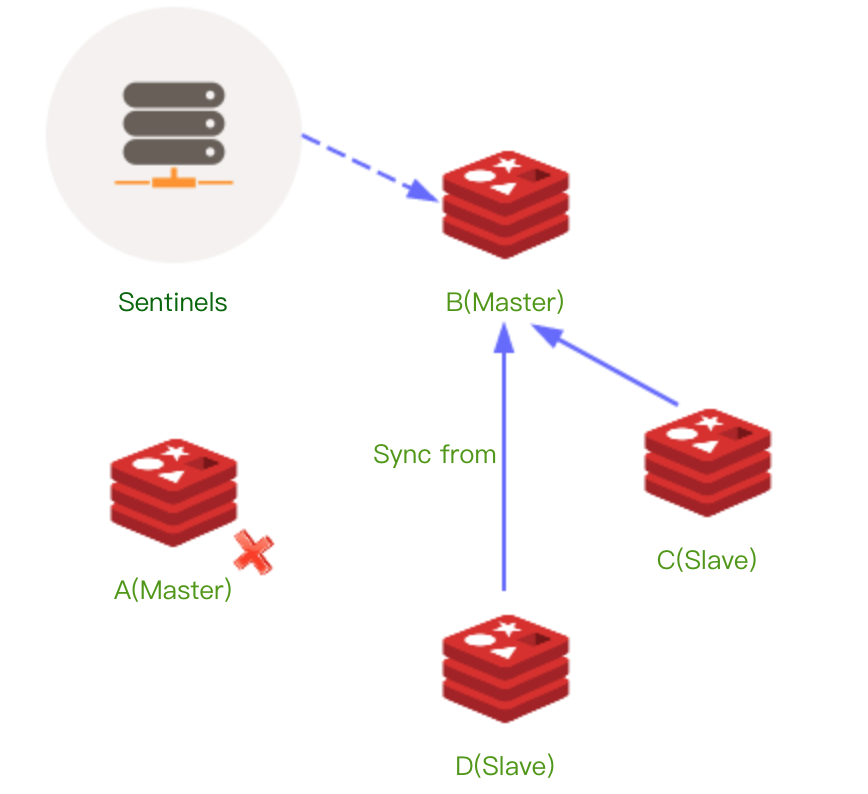 Sentinels
B(Master)
Sync from
C(Slave)
A(Master)
D(Slave)